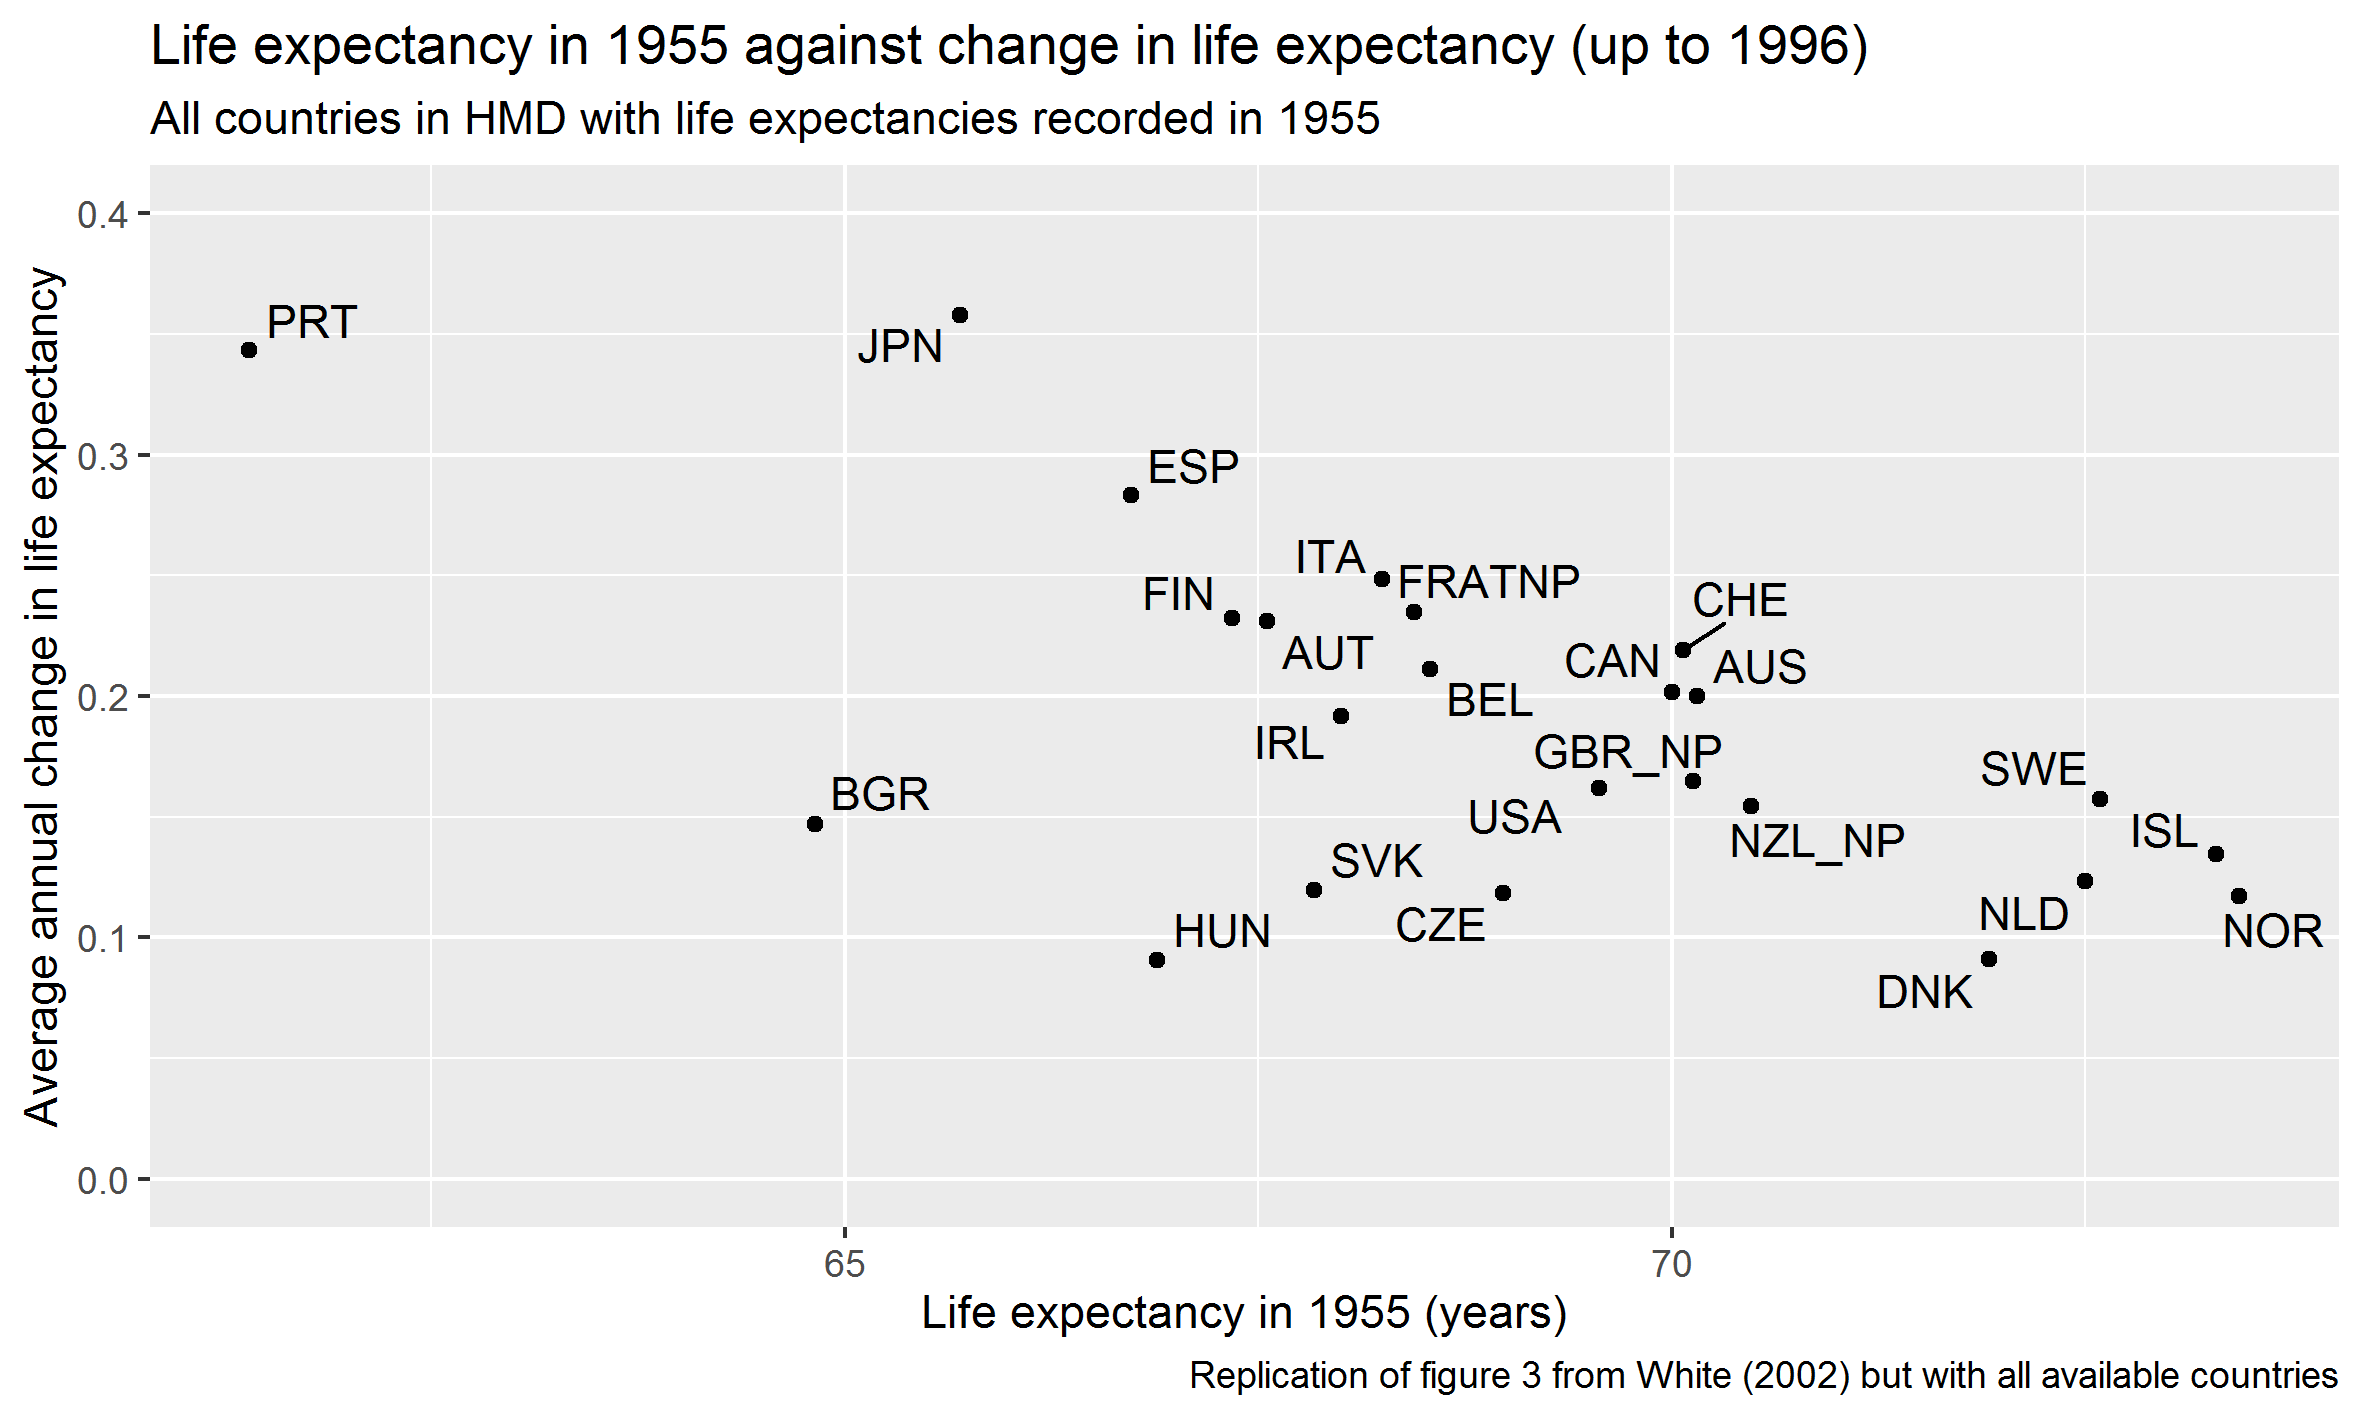 Life expectancy in 1955 against change in life expectancy (up to 1996)
All countries in HMD with life expectancies recorded in 1955
Average annual change in life expectancy
0.4
0.3
0.2
0.1
0.0
PRT
JPN
ESP
ITA
FRATNP
FIN
CHE
AUT
CAN
AUS
BEL
IRL
GBR_NP
SWE
BGR
USA
ISL
NZL_NP
SVK
NLD
CZE
HUN
NOR
DNK
65
70
Life expectancy in 1955 (years)
Replication of figure 3 from White (2002) but with all available countries